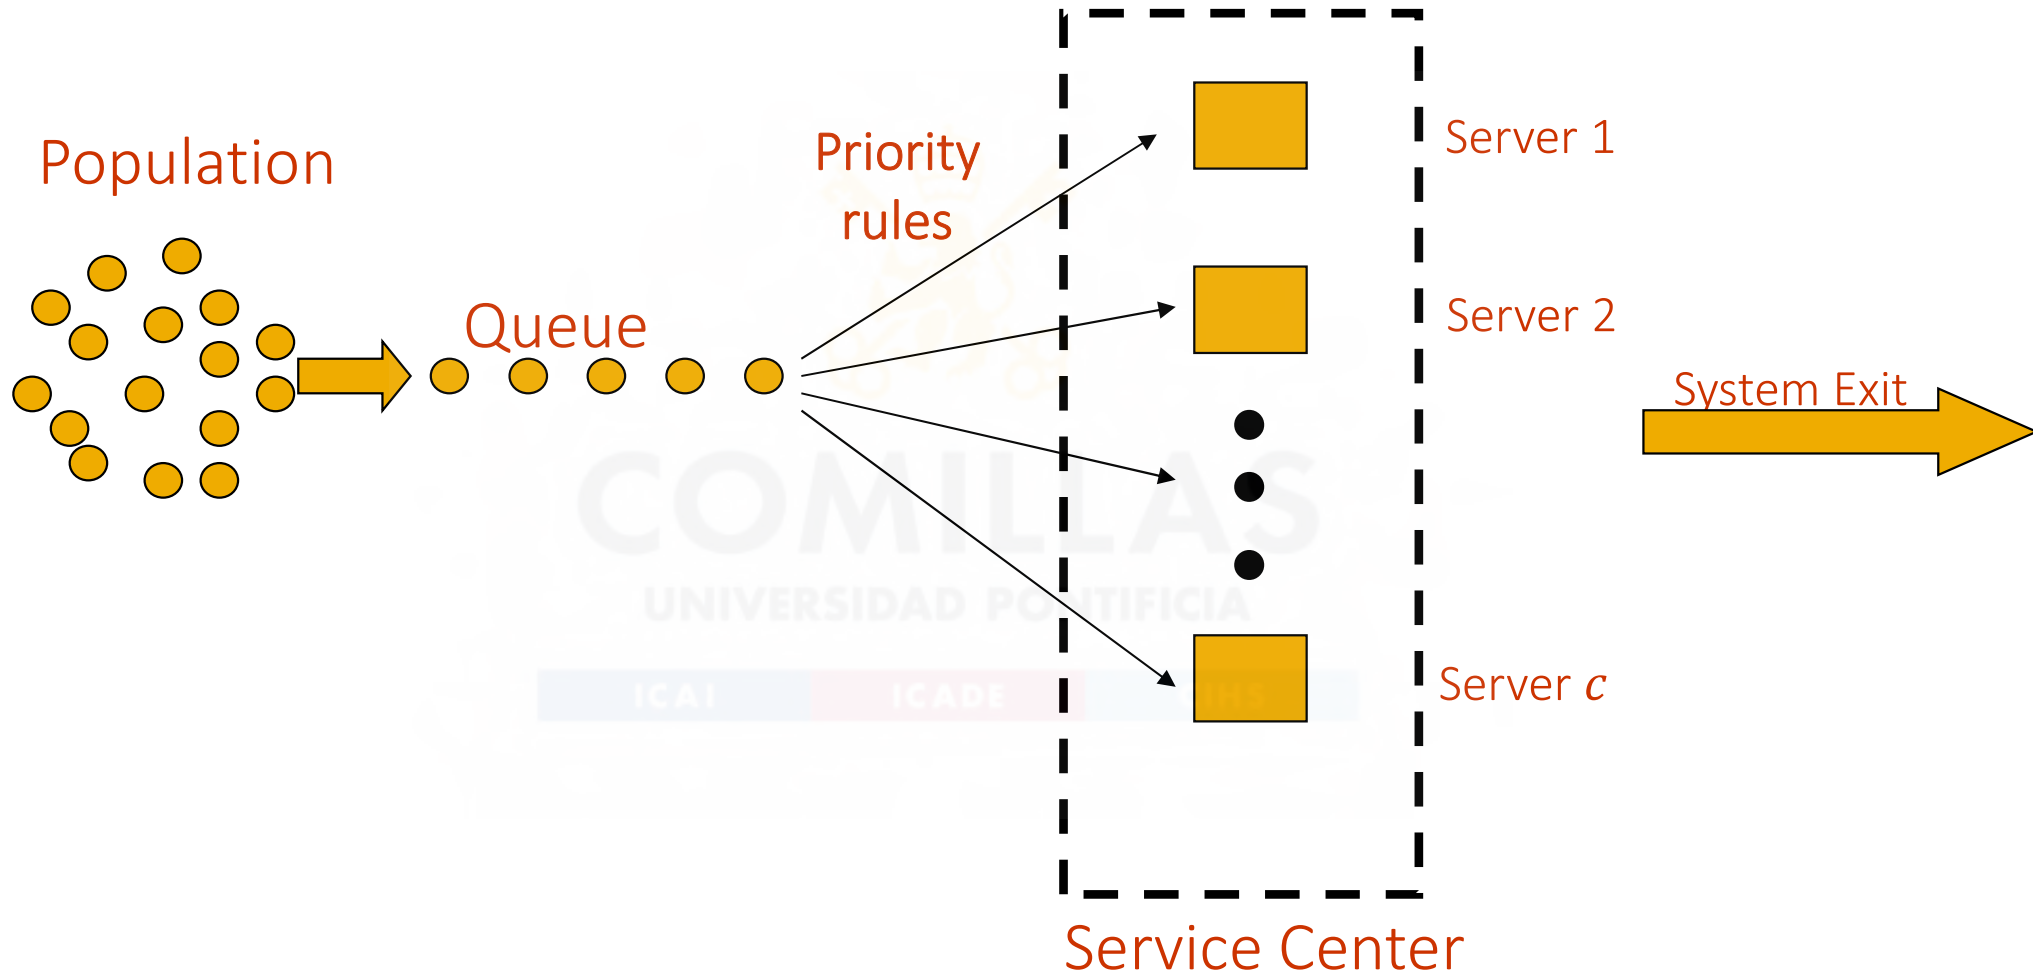 Population
Queue
Priority
rules
Server 1
Server 2
Server c
System Exit
Service Center
COMILLAS
UNIVERSIDAD PONTIFICIA
ICAI
ICADE
CIHS